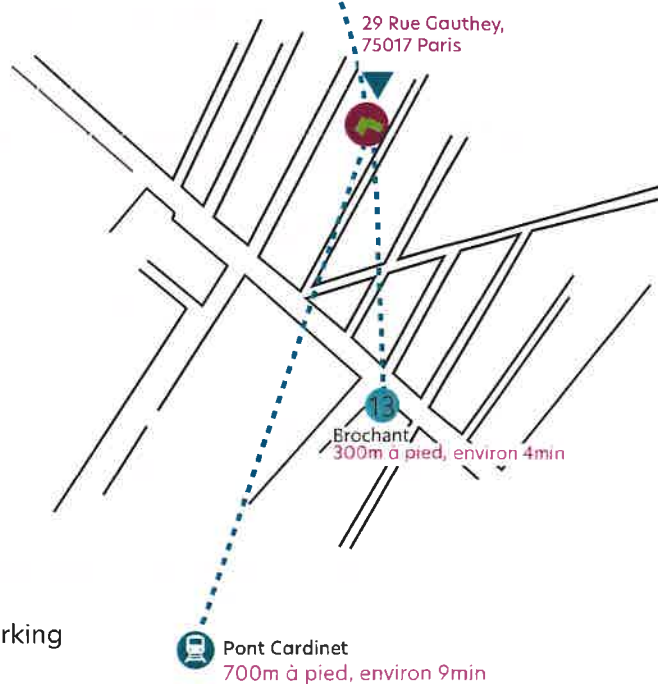 29 Rue Gauthey,
75017 Paris
13
Brochant
300m à pied, environ 4min
rking
Pont Cardinet
700m à pied, environ 9min